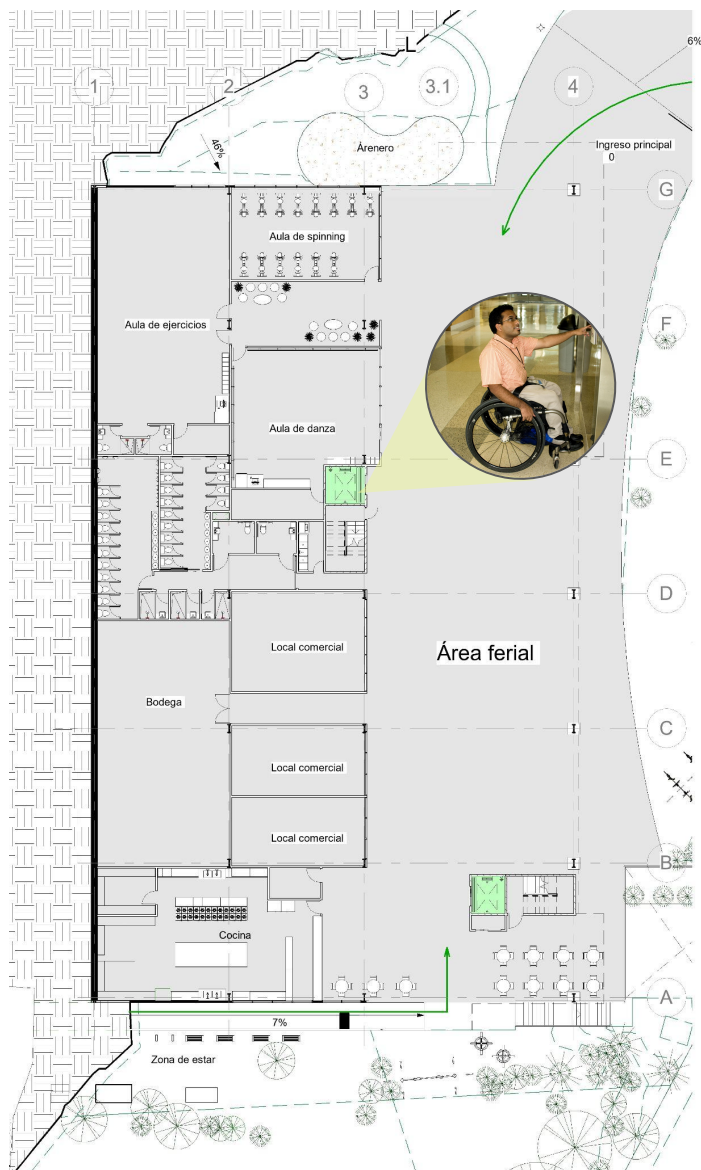 L
6%
1
2
3
3.1
4
46%
Àrenero
Ingreso principal
0
G
Aula de spinning
Aula de ejercicios
F
Aula de danza
E
D
Local comercial
Área ferial
Bodega
C
Local comercial
Local comercial
B
Cocina
A
7%
Zona de estar